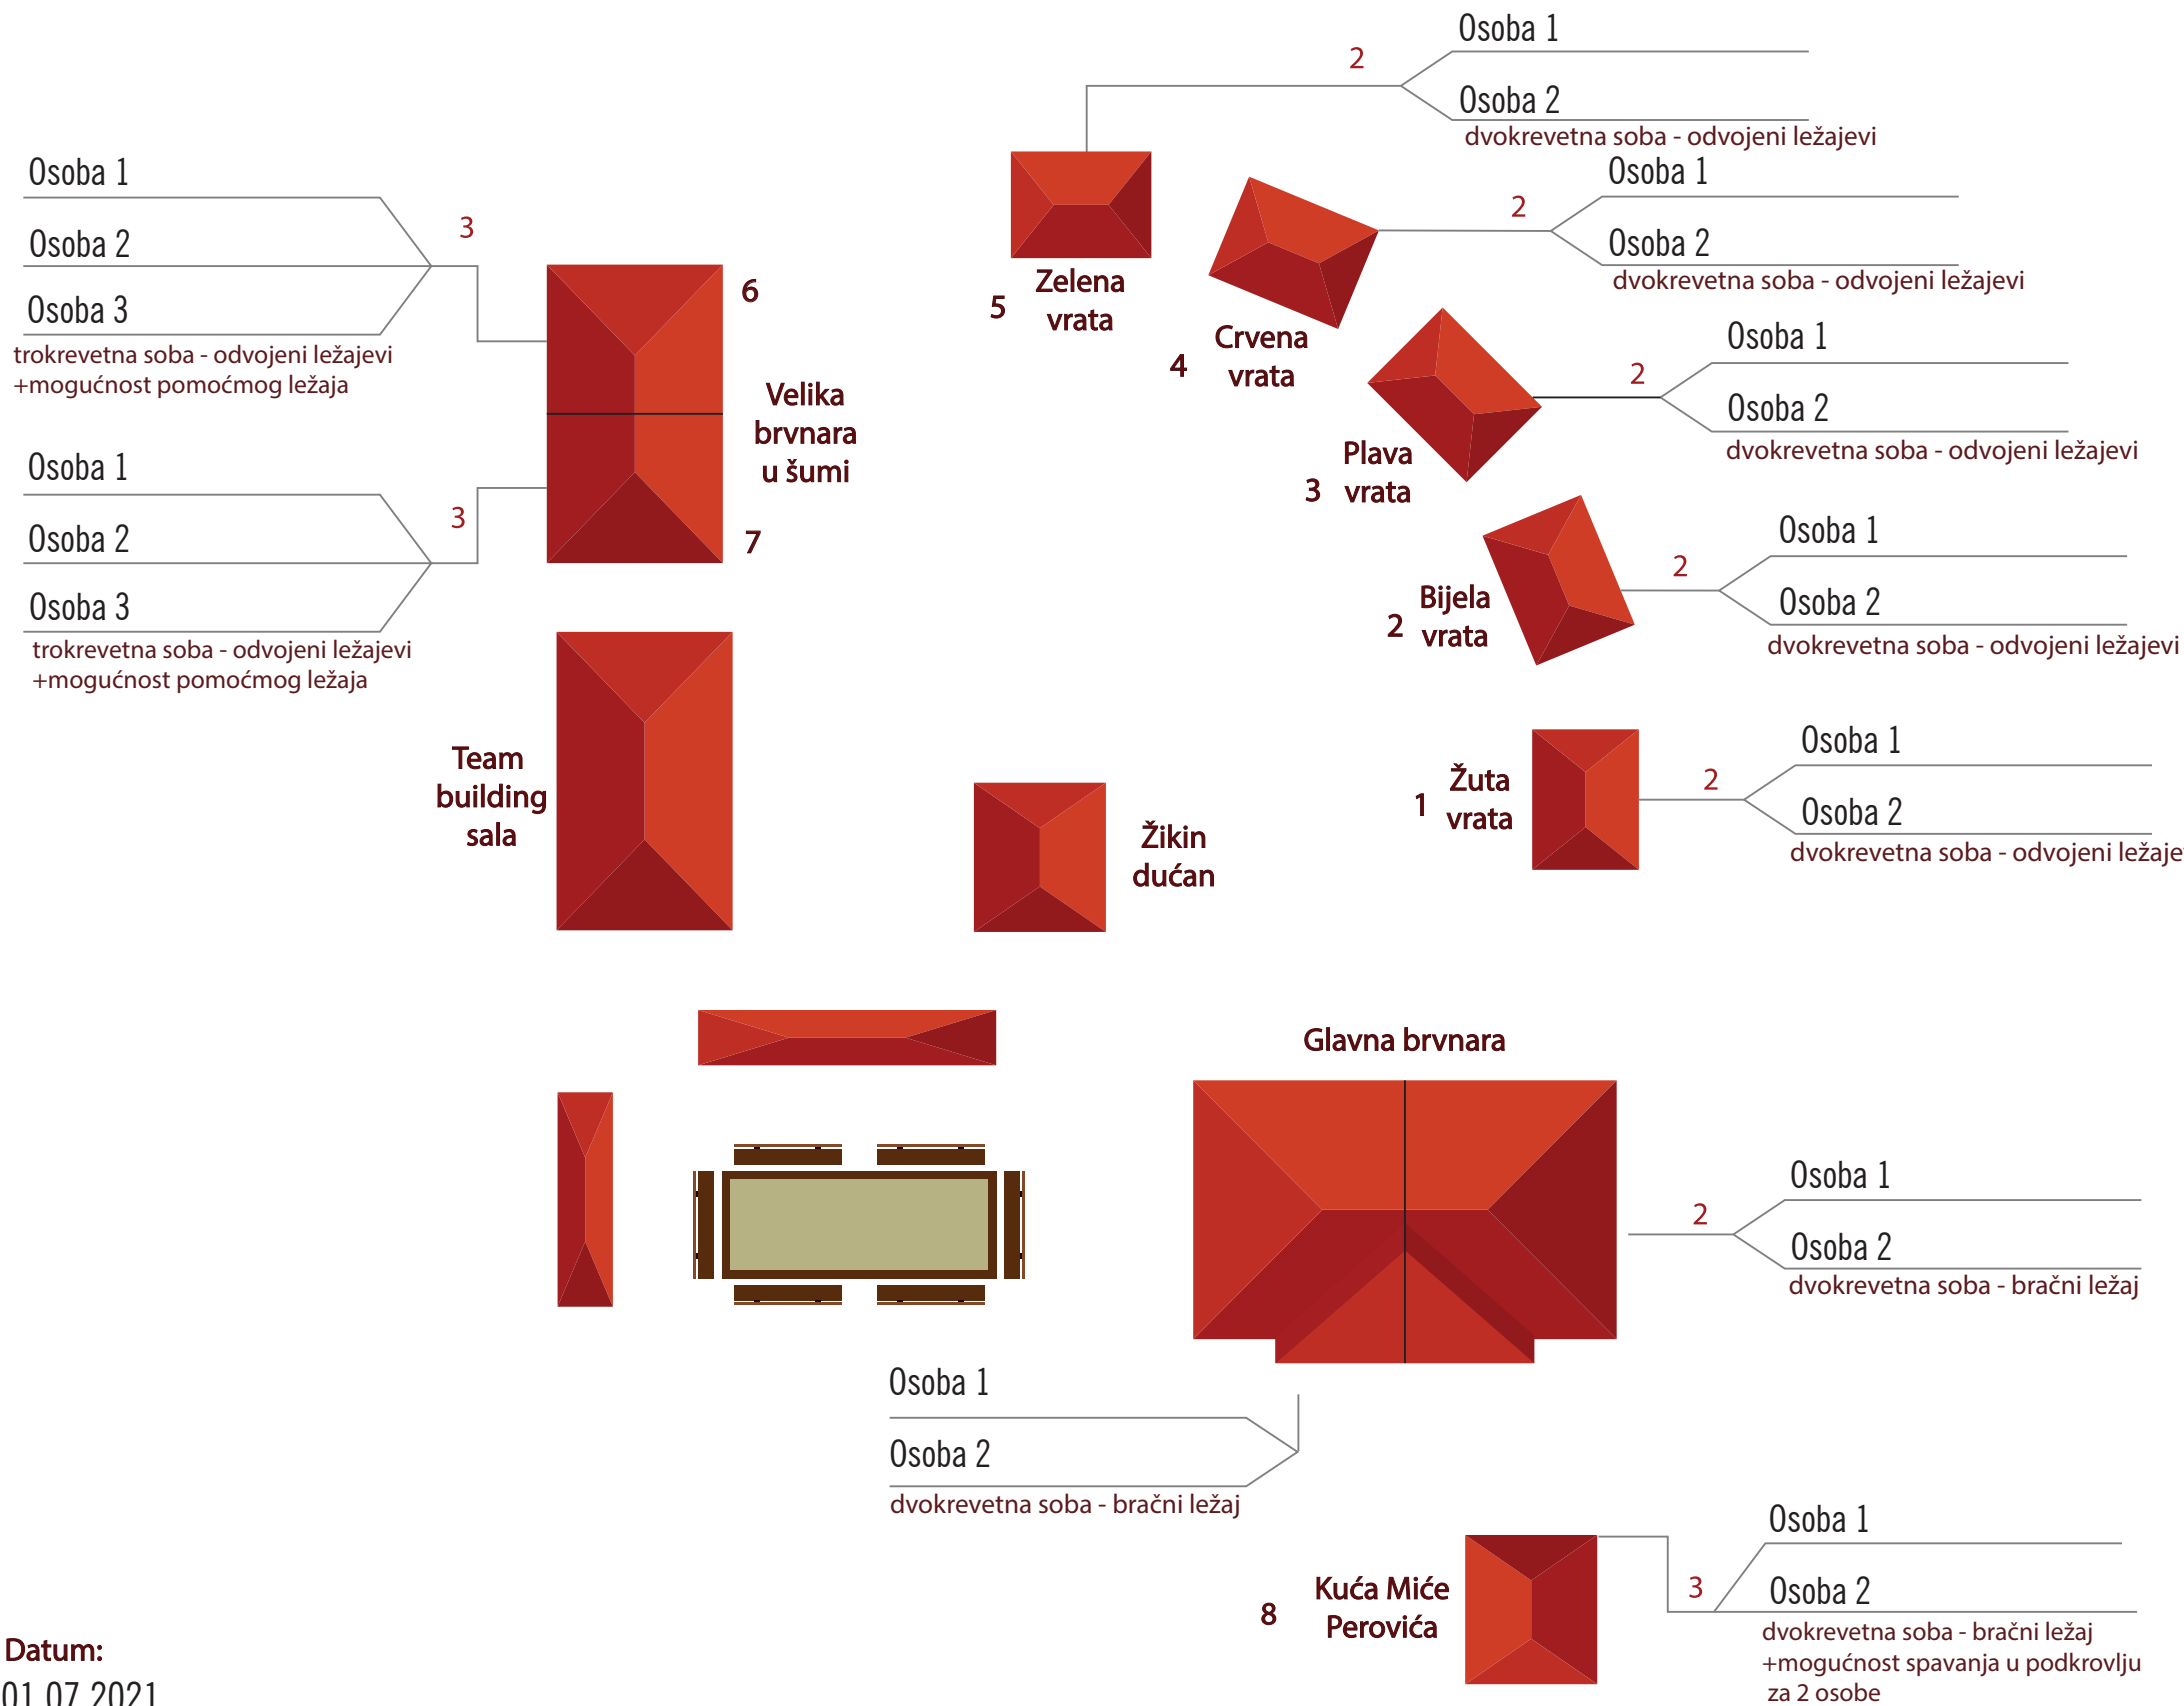 Osoba 1
2
Osoba 2
dvokrevetna soba - odvojeni ležajevi
5
Zelena
vrata
Osoba 1
2
Osoba 2
dvokrevetna soba - odvojeni ležajevi
4
Crvena
vrata
Osoba 1
2
Osoba 2
dvokrevetna soba - odvojeni ležajevi
3
Plava
vrata
Osoba 1
2
Osoba 2
dvokrevetna soba - odvojeni ležajevi
2
Bijela
vrata
Osoba 1
2
Osoba 2
dvokrevetna soba - odvojeni
1
Žuta
vrata
Osoba 1
3
Osoba 2
Osoba 3
trokrevetna soba - odvojeni ležajevi
+mogućnost pomoćmog ležaja
6
Velika
brvnara
u šumi
7
Osoba 1
3
Osoba 2
Osoba 3
trokrevetna soba - odvojeni ležajevi
+mogućnost pomoćmog ležaja
Team
building
sala
Žikin
dućan
Glavna brvnara
Osoba 1
2
Osoba 2
dvokrevetna soba - bračni ležaj
Osoba 1
Osoba 2
dvokrevetna soba - bračni ležaj
8
Kuća Miće
Perovića
Osoba 1
3
Osoba 2
dvokrevetna soba - bračni ležaj
+mogućnost spavanja u podkrovlju
za 2 osobe
Datum:
01.07.2021